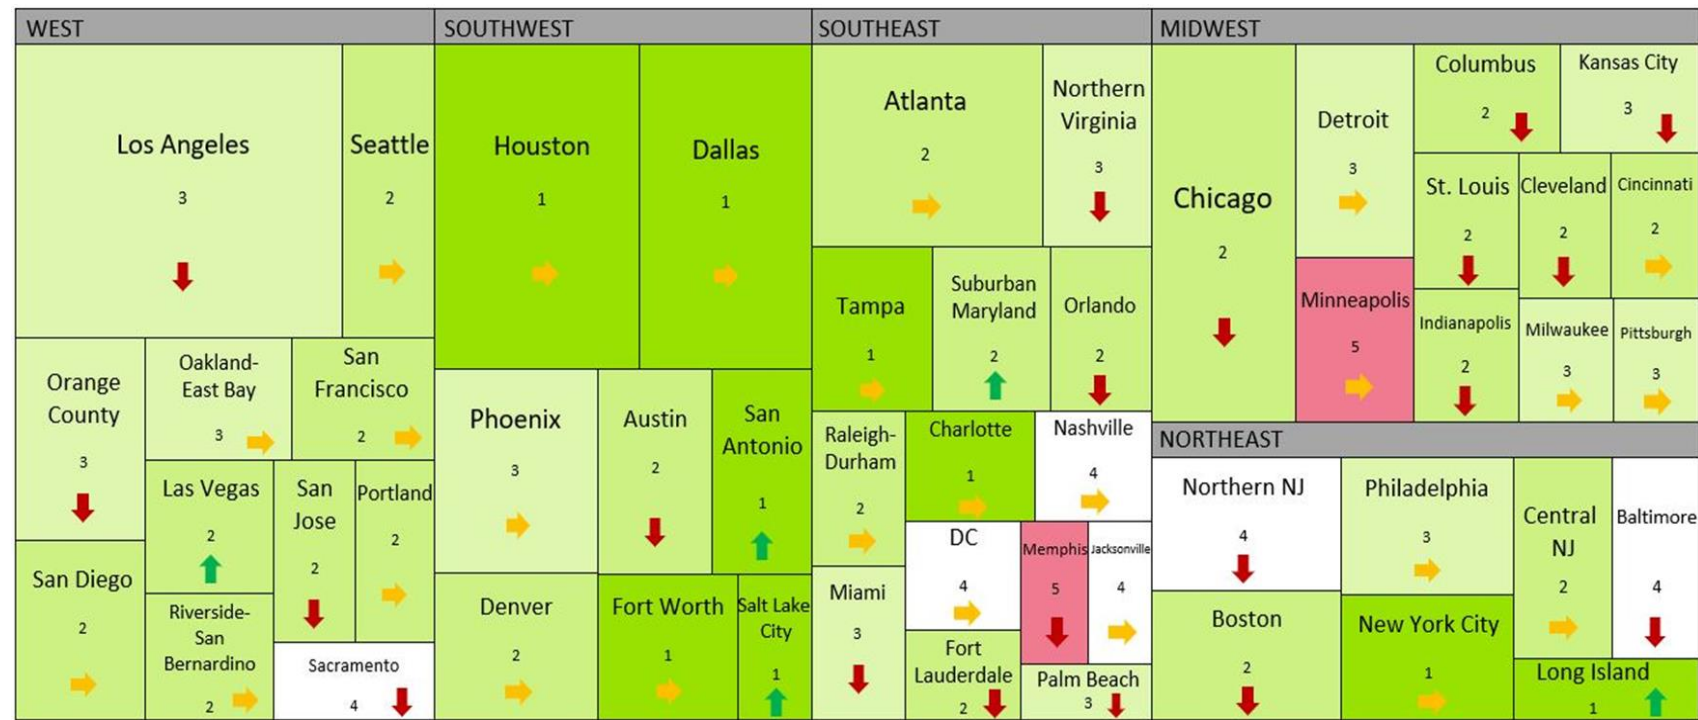 WEST
Los Angeles
3
Seattle
2
Orange
County
3
Oakland-
East Bay
3
San
Francisco
2
Las Vegas
2
San
Jose
2
Portland
2
San Diego
2
Riverside-
San
Bernardino
2
Sacramento
4
SOUTHWEST
Houston
1
Dallas
1
Phoenix
3
Austin
2
San
Antonio
1
Denver
2
Fort Worth
1
Salt Lake
City
1
SOUTHEAST
Atlanta
2
Northern
Virginia
3
Tampa
1
Suburban
Maryland
2
Orlando
2
Raleigh-
Durham
2
Charlotte
1
Nashville
4
DC
4
Memphis
5
Jacksonville
4
Miami
3
Fort
Lauderdale
2
Palm Beach
3
MIDWEST
Chicago
2
Detroit
3
Columbus
2
Kansas City
3
St. Louis
2
Cleveland
2
Cincinnati
2
Minneapolis
5
Indianapolis
2
Milwaukee
3
Pittsburgh
3
NORTHEAST
Northern NJ
4
Philadelphia
3
Central
NJ
2
Baltimore
4
Boston
2
New York City
1
Long Island
1